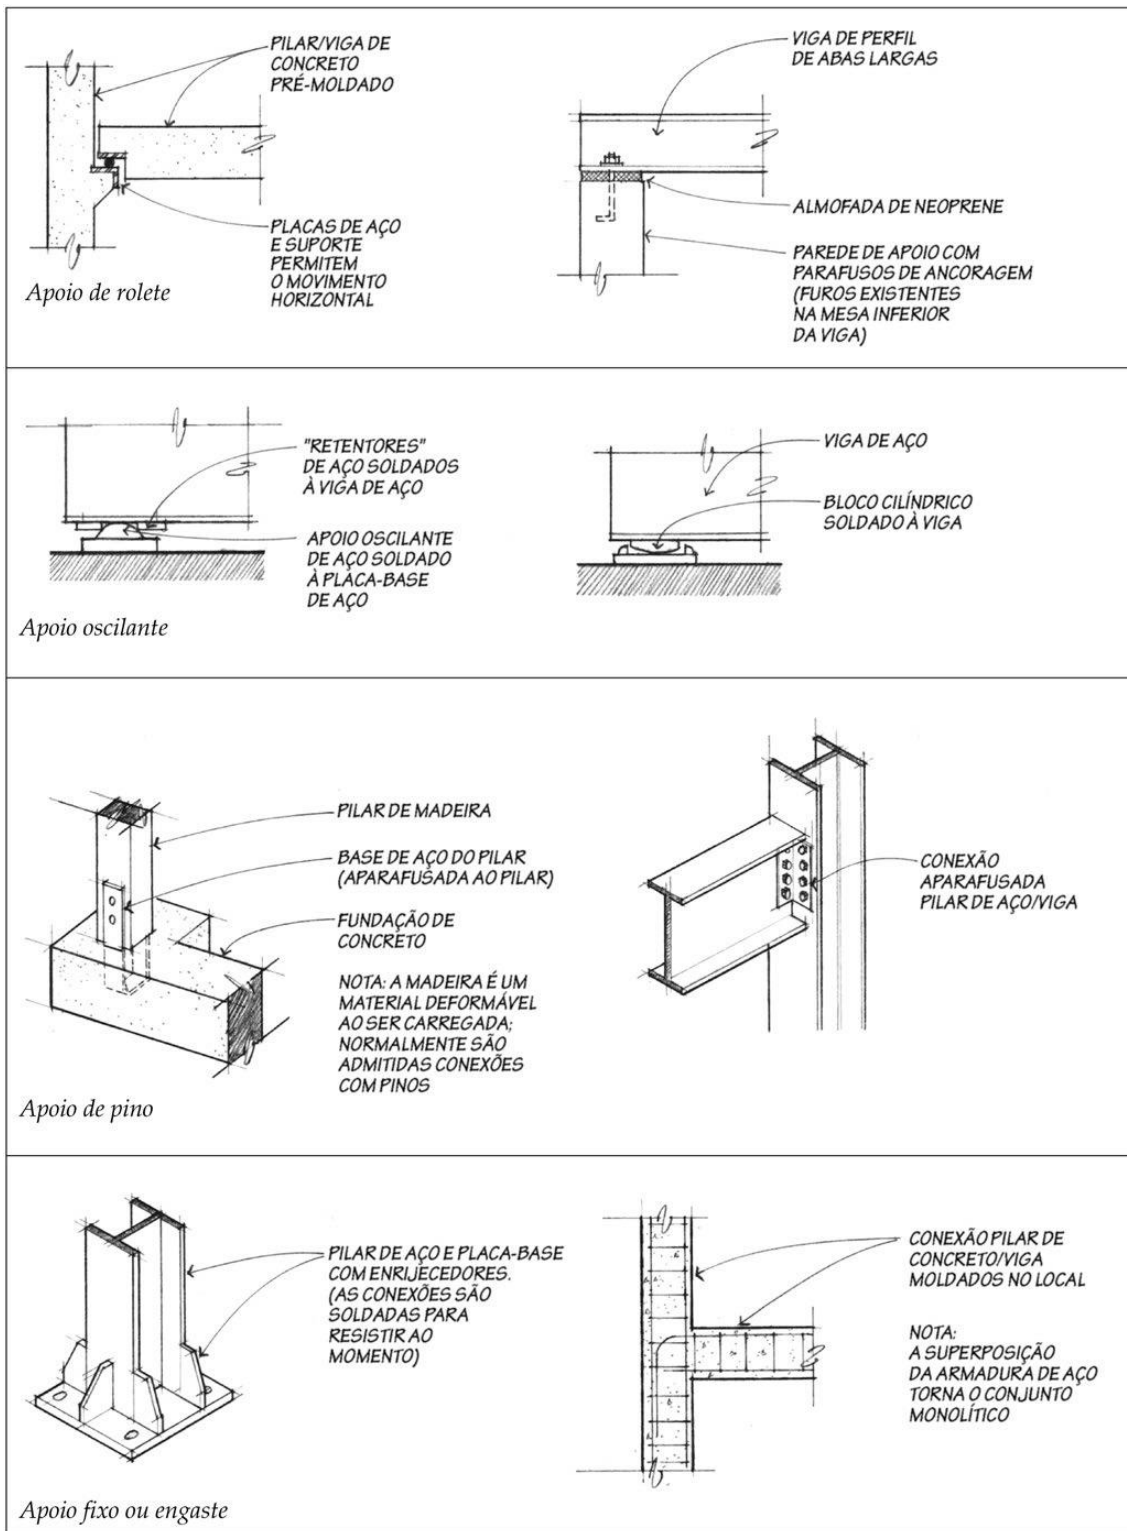 PILAR/VIGA DE
CONCRETO
PRÉ-MOLDADO
PLACAS DE AÇO
E SUPORTE
PERMITEM
O MOVIMENTO
HORIZONTAL
Apoio de rolete
VIGA DE PERFIL
DE ABAS LARGAS
ALMOFADA DE NEOPRENE
PAREDE DE APOIO COM
PARAFUSOS DE ANCORAGEM
(FUROS EXISTENTES
NA MESA INFERIOR
DA VIGA)
"RETENTORES"
DE AÇO SOLDADOS
À VIGA DE AÇO
APOIO OSCILANTE
DE AÇO SOLDADO
À PLACA-BASE
DE AÇO
Apoio oscilante
VIGA DE AÇO
BLOCO CILÍNDRICO
SOLDADO À VIGA
PILAR DE MADEIRA
BASE DE AÇO DO PILAR
(APARAFUSADA AO PILAR)
FUNDAÇÃO DE
CONCRETO
NOTA: A MADEIRA É UM
MATERIAL DEFORMÁVEL
AO SER CARREGADA;
NORMALMENTE SÃO
ADMITIDAS CONEXÕES
COM PINOS
Apoio de pino
CONEXÃO
APARAFUSADA
PILAR DE AÇO/VIGA
PILAR DE AÇO E PLACA-BASE
COM ENRIJECEDORES.
(AS CONEXÕES SÃO
SOLDADAS PARA
RESISTIR AO
MOMENTO)
Apoio fixo ou engaste
CONEXÃO PILAR DE
CONCRETO/VIGA
MOLDADOS NO LOCAL
NOTA:
A SUPERPOSIÇÃO
DA ARMADURA DE AÇO
TORNA O CONJUNTO
MONOLÍTICO